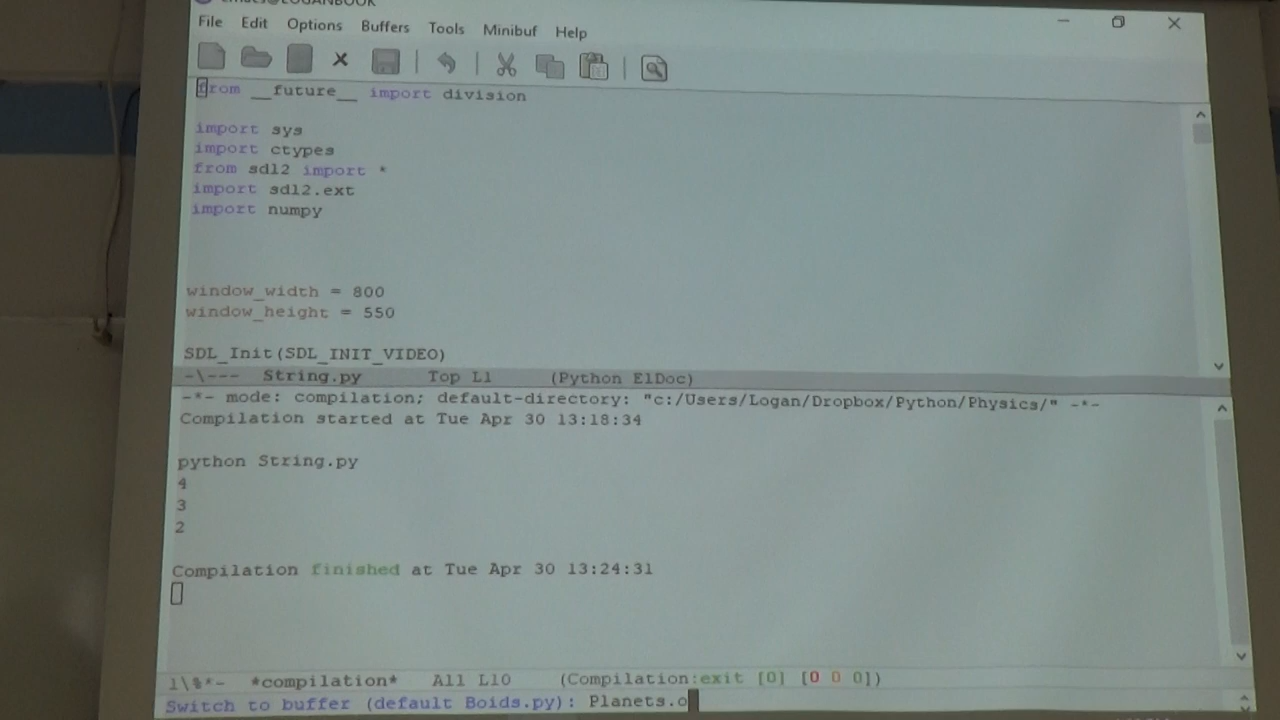 emacs@LOGANBOOK
File Edit Options Buffers Tools Minibuf Help
from __future__ import division
import sys
import ctypes
from sdl2 import *
import sdl2.ext
import numpy
window_width = 800
window_height = 550
SDL_Init(SDL_INIT_VIDEO)
-\--- String.py Top L1 (Python ElDoc)
-*- mode: compilation; default-directory: "c:/Users/Logan/Dropbox/Python/Physics/" -*-
Compilation started at Tue Apr 30 13:18:34
python String.py
4
3
2
Compilation finished at Tue Apr 30 13:24:31
1\%*- *compilation* All L10 (Compilation:exit [0] [0 0 0])
Switch to buffer (default Boids.py): Planets.o